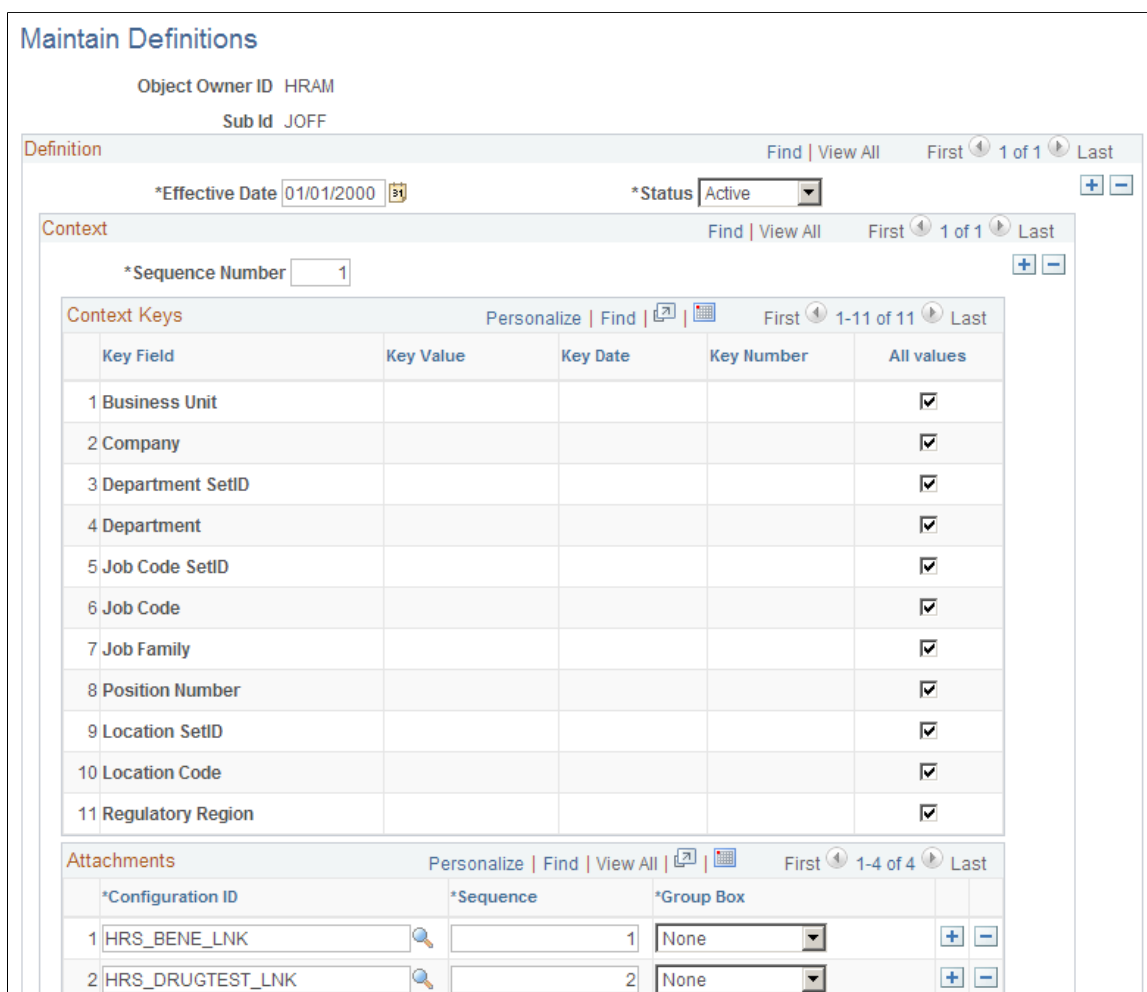 Maintain Definitions
Object Owner ID HRAM
Sub Id JOFF
Definition Find | View All First 1 of 1 Last
*Effective Date 01/01/2000 31 *Status Active
Context Find | View All First 1 of 1 Last
*Sequence Number 1
Context Keys Personalize | Find | | First 1-11 of 11 Last
Key Field Key Value Key Date Key Number All values
1 Business Unit
2 Company
3 Department SetID
4 Department
5 Job Code SetID
6 Job Code
7 Job Family
8 Position Number
9 Location SetID
10 Location Code
11 Regulatory Region
Attachments Personalize | Find | View All | | First 1-4 of 4 Last
*Configuration ID *Sequence *Group Box
1 HRS_BENE_LNK 1 None
2 HRS_DRUGTEST_LNK 2 None